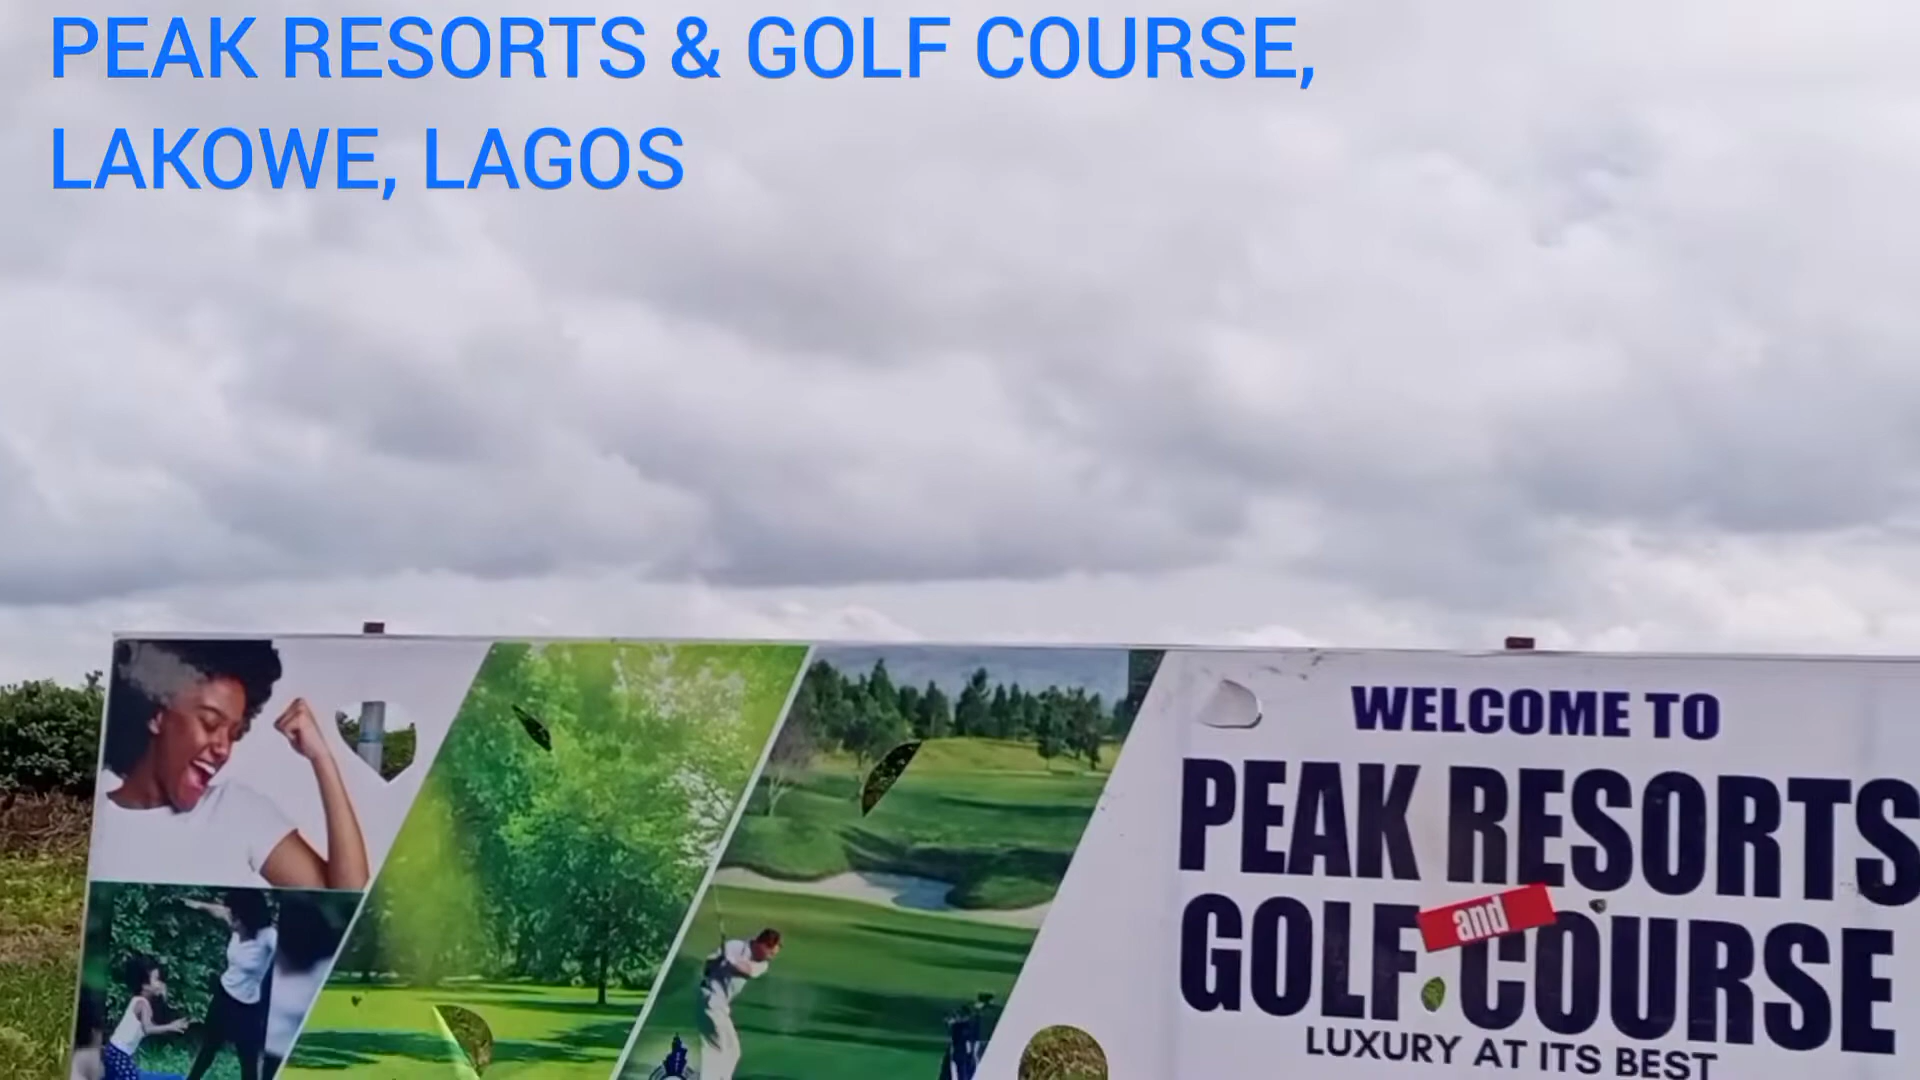 PEAK RESORTS & GOLF COURSE,
LAKOWE, LAGOS
WELCOME TO
PEAK RESORTS
and
GOLF COURSE
LUXURY AT ITS BEST